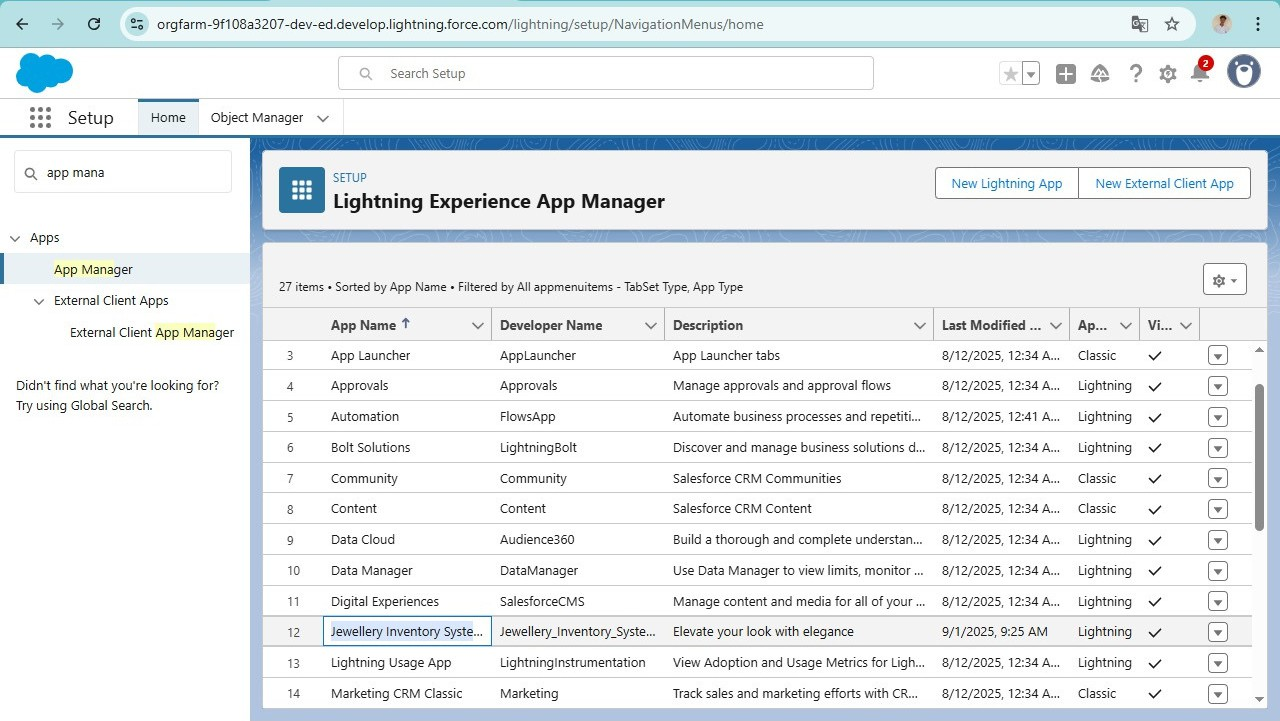 orgfarm-9f108a3207-dev-ed.develop.lightning.force.com/lightning/setup/NavigationMenus/home
Search Setup
2
Setup
Home
Object Manager
app mana
Apps
App Manager
External Client Apps
External Client App Manager
Didn't find what you're looking for?
Try using Global Search.
SETUP
Lightning Experience App Manager
New Lightning App
New External Client App
27 items • Sorted by App Name • Filtered by All appmenuitems - TabSet Type, App Type
App Name Developer Name Description Last Modified ... Ap... Vi...
3 App Launcher AppLauncher App Launcher tabs 8/12/2025, 12:34 A... Classic
4 Approvals Approvals Manage approvals and approval flows 8/12/2025, 12:34 A... Lightning
5 Automation FlowsApp Automate business processes and repetiti... 8/12/2025, 12:41 A... Lightning
6 Bolt Solutions LightningBolt Discover and manage business solutions d... 8/12/2025, 12:34 A... Lightning
7 Community Community Salesforce CRM Communities 8/12/2025, 12:34 A... Classic
8 Content Content Salesforce CRM Content 8/12/2025, 12:34 A... Classic
9 Data Cloud Audience360 Build a thorough and complete understan... 8/12/2025, 12:34 A... Lightning
10 Data Manager DataManager Use Data Manager to view limits, monitor ... 8/12/2025, 12:34 A... Lightning
11 Digital Experiences SalesforceCMS Manage content and media for all of your ... 8/12/2025, 12:34 A... Lightning
12 Jewellery Inventory Syste... Jewellery_Inventory_Syste... Elevate your look with elegance 9/1/2025, 9:25 AM Lightning
13 Lightning Usage App LightningInstrumentation View Adoption and Usage Metrics for Ligh... 8/12/2025, 12:34 A... Lightning
14 Marketing CRM Classic Marketing Track sales and marketing efforts with CR... 8/12/2025, 12:34 A... Classic